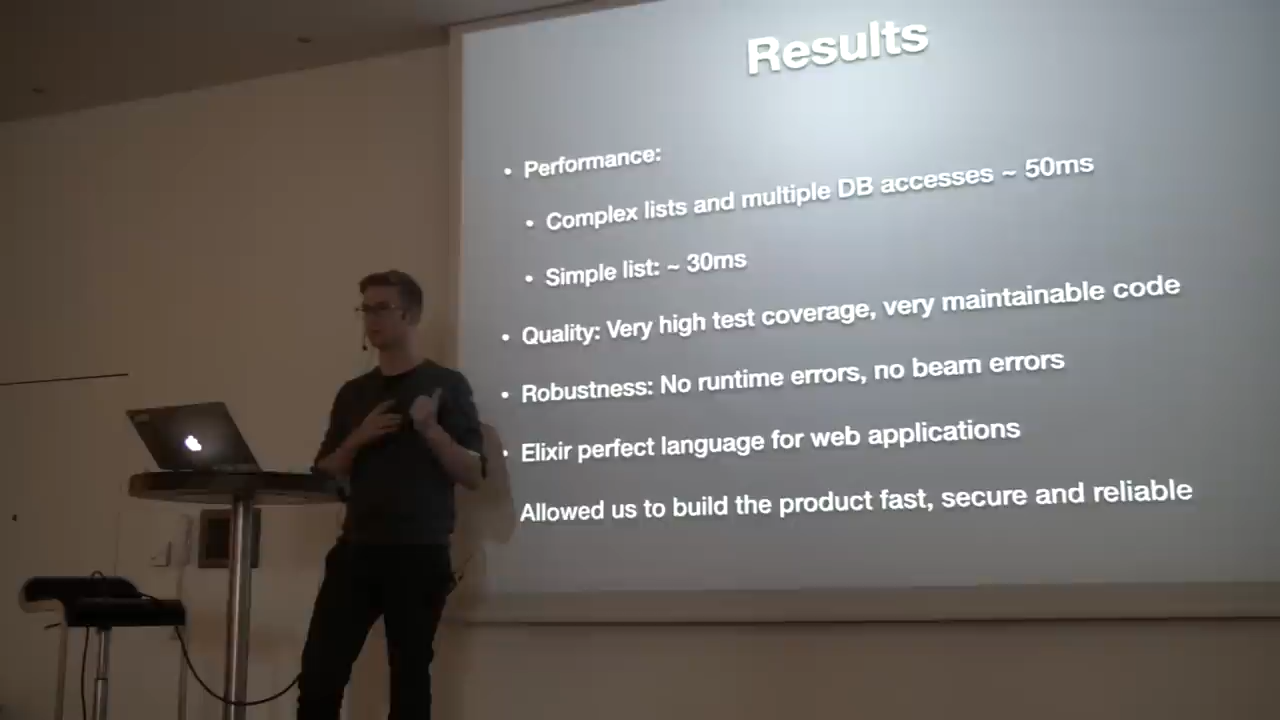 Results
• Performance:
• Complex lists and multiple DB accesses ~ 50ms
• Simple list: ~ 30ms
• Quality: Very high test coverage, very maintainable code
• Robustness: No runtime errors, no beam errors
• Elixir perfect language for web applications
Allowed us to build the product fast, secure and reliable